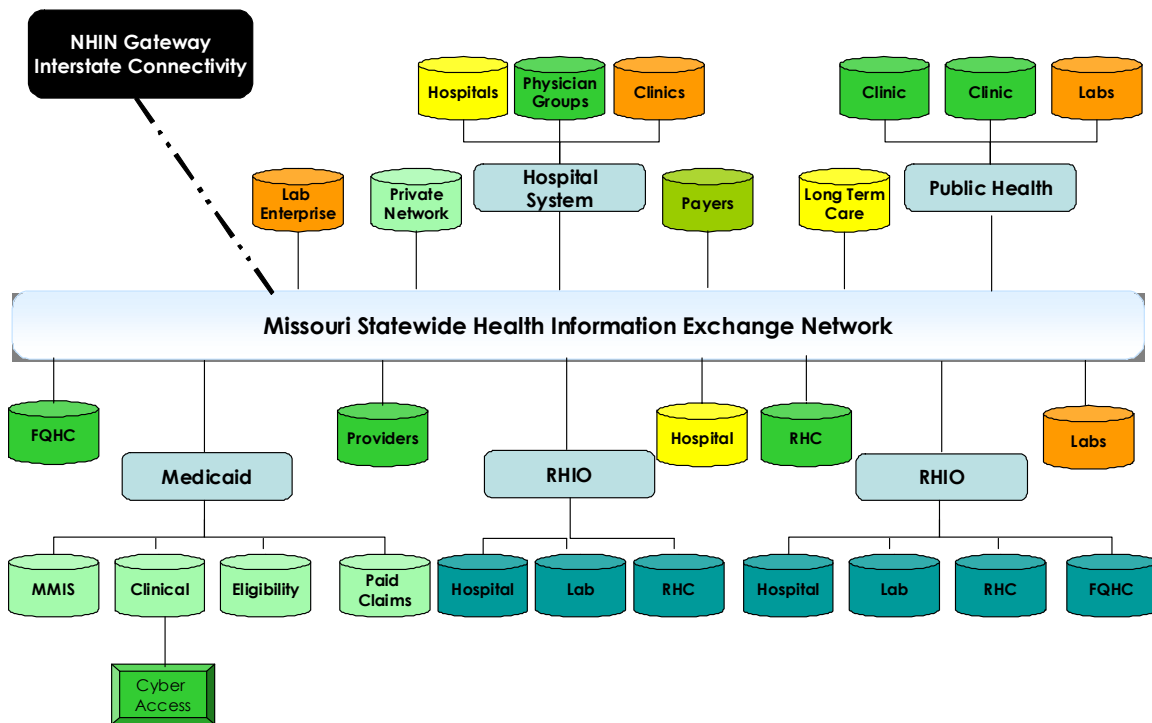 NHIN Gateway
Interstate Connectivity
Hospitals
Physician
Groups
Clinics
Clinic
Clinic
Labs
Lab
Enterprise
Private
Network
Hospital
System
Payers
Long Term
Care
Public Health
Missouri Statewide Health Information Exchange Network
FQHC
Providers
Hospital
RHC
Labs
Medicaid
RHIO
RHIO
MMIS
Clinical
Eligibility
Paid
Claims
Hospital
Lab
RHC
Hospital
Lab
RHC
FQHC
Cyber
Access